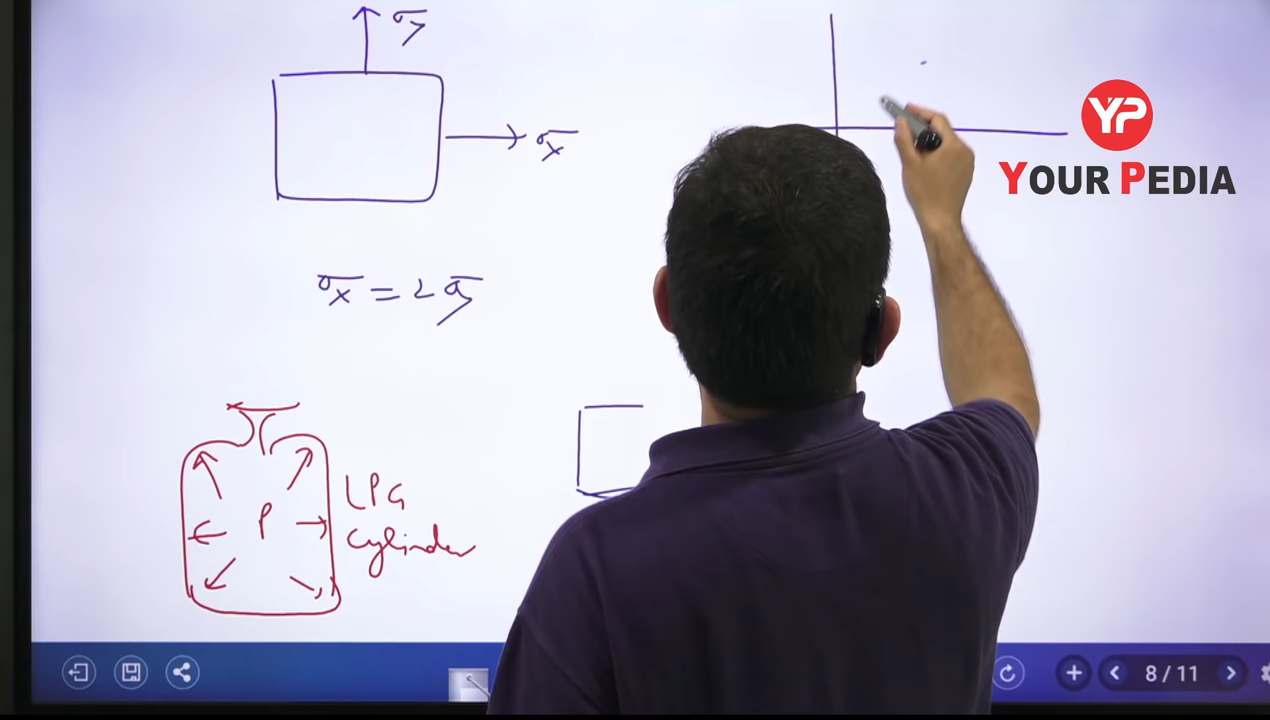 σy
σx
σx = 2σy
P
LPG
cylinder
YP
YOUR PEDIA
8 / 11